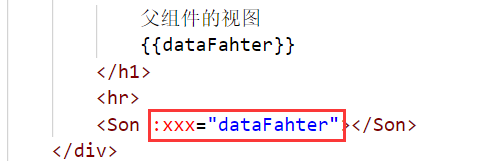 父组件的视图
{{dataFahter}}
</h1>
<hr>
<Son :xxx="dataFahter"></Son>
</div>